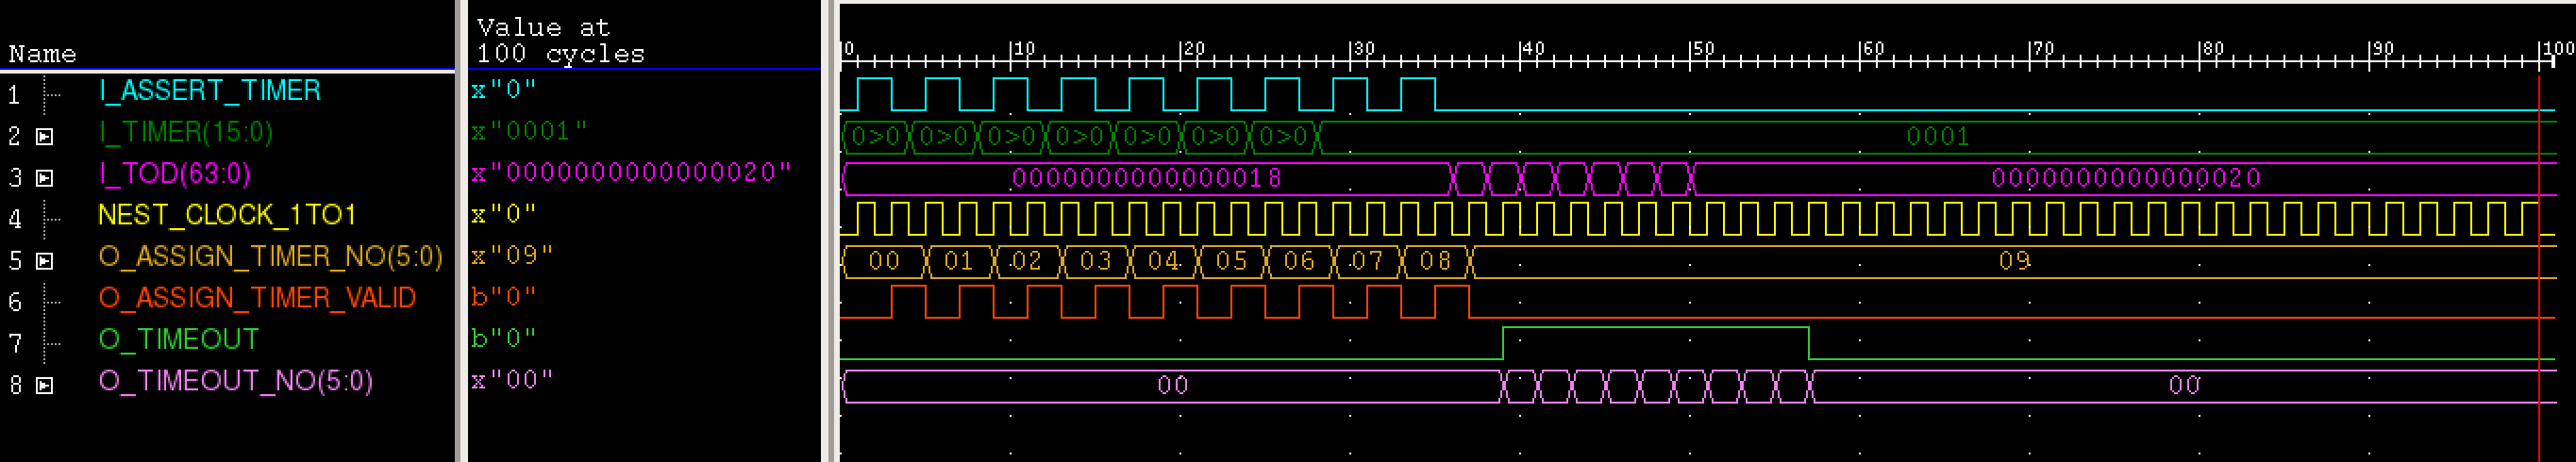 Value at
Name 100 cycles 0 10 20 30 40 50 60 70 80 90 100
1 I_ASSERT_TIMER x"0"
2 I_TIMER(15:0) x"0001" 0>0 0>0 0>0 0>0 0>0 0>0 0>0 0001
3 I_TOD(63:0) x"0000000000000020" 0000000000000018 0000000000000020
4 NEST_CLOCK_1TO1 x"0"
5 O_ASSIGN_TIMER_NO(5:0) x"09" 00 01 02 03 04 05 06 07 08 09
6 O_ASSIGN_TIMER_VALID b"0"
7 O_TIMEOUT b"0"
8 O_TIMEOUT_NO(5:0) x"00" 00 00